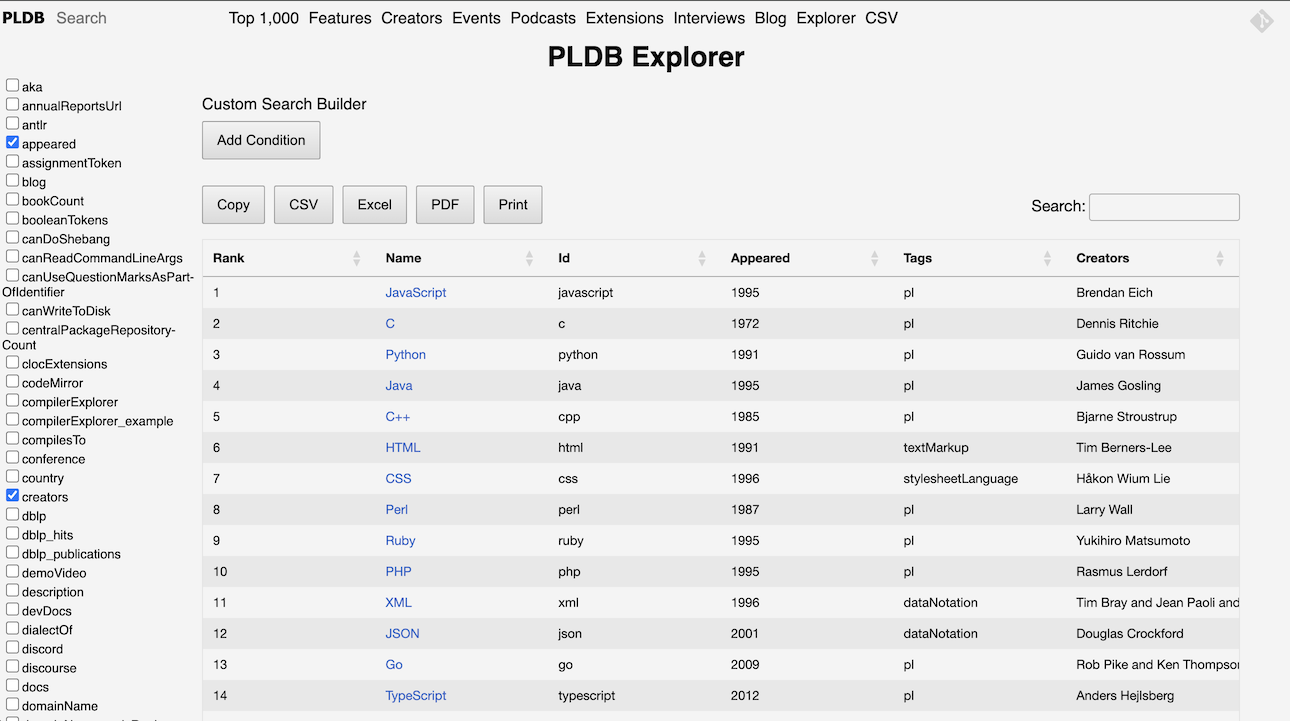 PLDB Search Top 1,000 Features Creators Events Podcasts Extensions Interviews Blog Explorer CSV
PLDB Explorer
aka
annualReportsUrl
antlr
appeared
assignmentToken
blog
bookCount
booleanTokens
canDoShebang
canReadCommandLineArgs
canUseQuestionMarksAsPart-
OfIdentifier
canWriteToDisk
centralPackageRepository-
Count
clocExtensions
codeMirror
compilerExplorer
compilerExplorer_example
compilesTo
conference
country
creators
dblp
dblp_hits
dblp_publications
demoVideo
description
devDocs
dialectOf
discord
discourse
docs
domainName
Custom Search Builder
Add Condition
Copy CSV Excel PDF Print Search:
Rank Name Id Appeared Tags Creators
1 JavaScript javascript 1995 pl Brendan Eich
2 C c 1972 pl Dennis Ritchie
3 Python python 1991 pl Guido van Rossum
4 Java java 1995 pl James Gosling
5 C++ cpp 1985 pl Bjarne Stroustrup
6 HTML html 1991 textMarkup Tim Berners-Lee
7 CSS css 1996 stylesheetLanguage Håkon Wium Lie
8 Perl perl 1987 pl Larry Wall
9 Ruby ruby 1995 pl Yukihiro Matsumoto
10 PHP php 1995 pl Rasmus Lerdorf
11 XML xml 1996 dataNotation Tim Bray and Jean Paoli and
12 JSON json 2001 dataNotation Douglas Crockford
13 Go go 2009 pl Rob Pike and Ken Thompson
14 TypeScript typescript 2012 pl Anders Hejlsberg